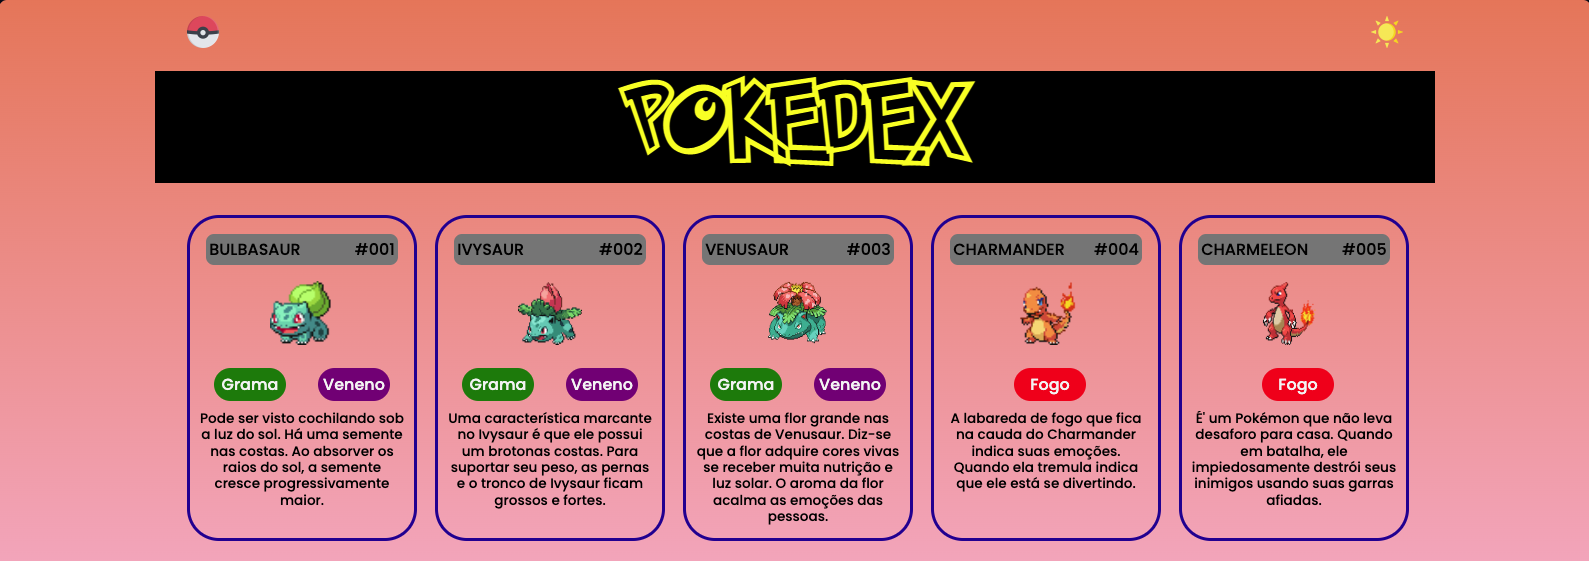 POKEDEX
BULBASAUR #001
Grama Veneno
Pode ser visto cochilando sob
a luz do sol. Há uma semente
nas costas. Ao absorver os
raios do sol, a semente
cresce progressivamente
maior.
IVYSAUR #002
Grama Veneno
Uma característica marcante
no Ivysaur é que ele possui
um brotonas costas. Para
suportar seu peso, as pernas
e o tronco de Ivysaur ficam
grossos e fortes.
VENUSAUR #003
Grama Veneno
Existe uma flor grande nas
costas de Venusaur. Diz-se
que a flor adquire cores vivas
se receber muita nutrição e
luz solar. O aroma da flor
acalma as emoções das
pessoas.
CHARMANDER #004
Fogo
A labareda de fogo que fica
na cauda do Charmander
indica suas emoções.
Quando ela tremula indica
que ele está se divertindo.
CHARMELEON #005
Fogo
É' um Pokémon que não leva
desaforo para casa. Quando
em batalha, ele
impiedosamente destrói seus
inimigos usando suas garras
afiadas.